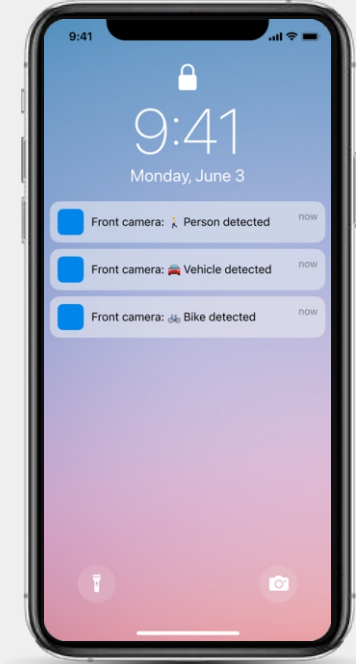 9:41
9:41
Monday, June 3
Front camera: 🚶 Person detected now
Front camera: 🚘 Vehicle detected now
Front camera: 🚲 Bike detected now